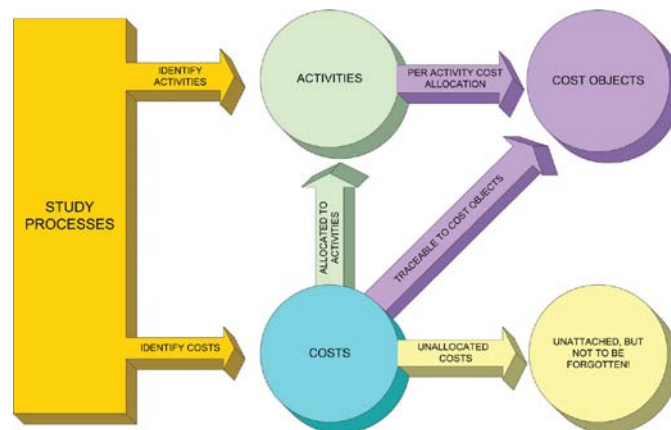 IDENTIFY
ACTIVITIES
ACTIVITIES
PER ACTIVITY COST
ALLOCATION
COST OBJECTS
STUDY
PROCESSES
ALLOCATED TO
ACTIVITIES
TRACEABLE TO COST OBJECTS
IDENTIFY COSTS
COSTS
UNALLOCATED
COSTS
UNATTACHED, BUT
NOT TO BE
FORGOTTEN!